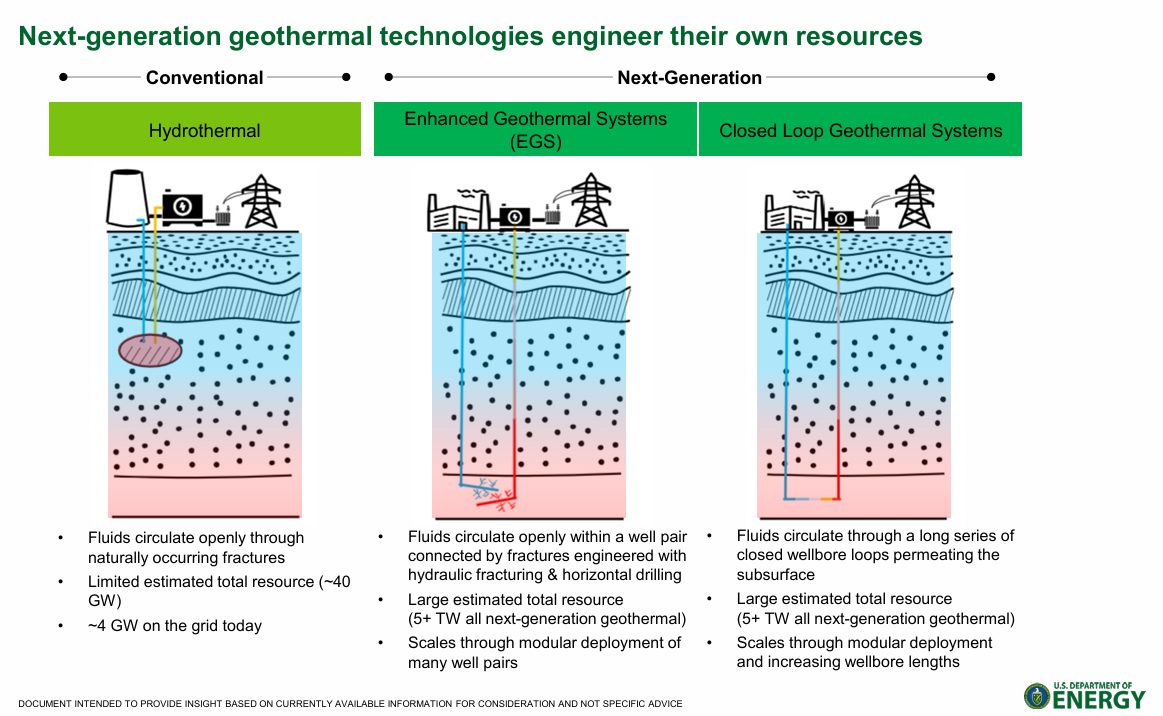 Next-generation geothermal technologies engineer their own resources
Conventional
Next-Generation
Hydrothermal
Enhanced Geothermal Systems
(EGS)
Closed Loop Geothermal Systems
• Fluids circulate openly through
naturally occurring fractures
• Limited estimated total resource (~40
GW)
• ~4 GW on the grid today
• Fluids circulate openly within a well pair
connected by fractures engineered with
hydraulic fracturing & horizontal drilling
• Large estimated total resource
(5+ TW all next-generation geothermal)
• Scales through modular deployment of
many well pairs
• Fluids circulate through a long series of
closed wellbore loops permeating the
subsurface
• Large estimated total resource
(5+ TW all next-generation geothermal)
• Scales through modular deployment
and increasing wellbore lengths
DOCUMENT INTENDED TO PROVIDE INSIGHT BASED ON CURRENTLY AVAILABLE INFORMATION FOR CONSIDERATION AND NOT SPECIFIC ADVICE
U.S. DEPARTMENT OF
ENERGY